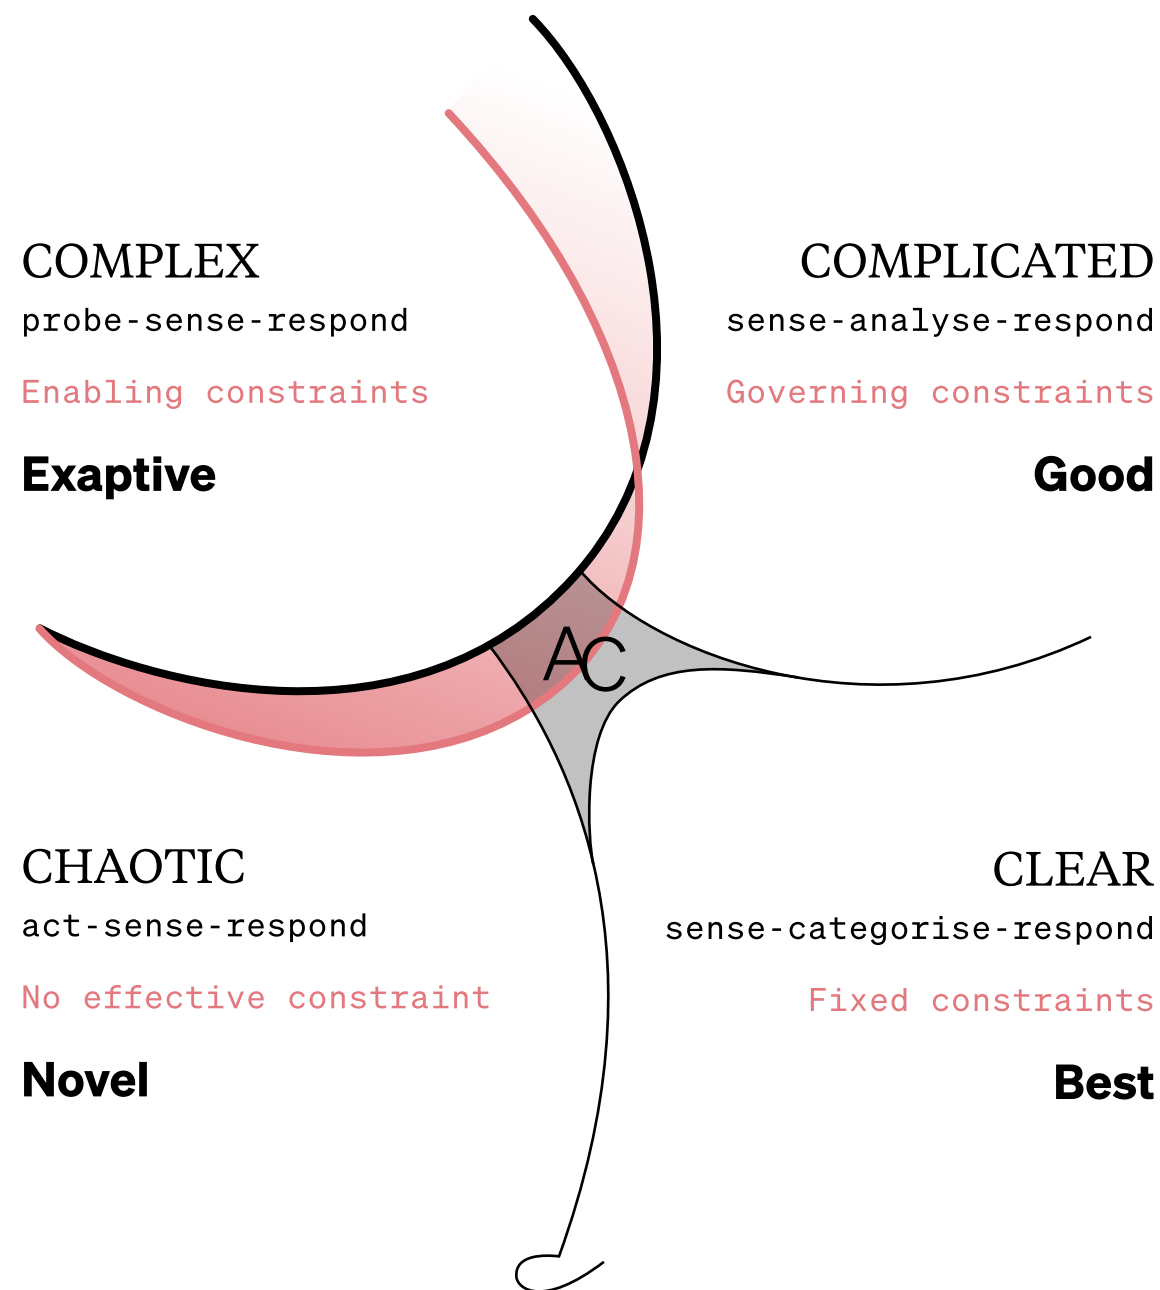 COMPLEX
probe-sense-respond
Enabling constraints
Exaptive
COMPLICATED
sense-analyse-respond
Governing constraints
Good
AC
CHAOTIC
act-sense-respond
No effective constraint
Novel
CLEAR
sense-categorise-respond
Fixed constraints
Best